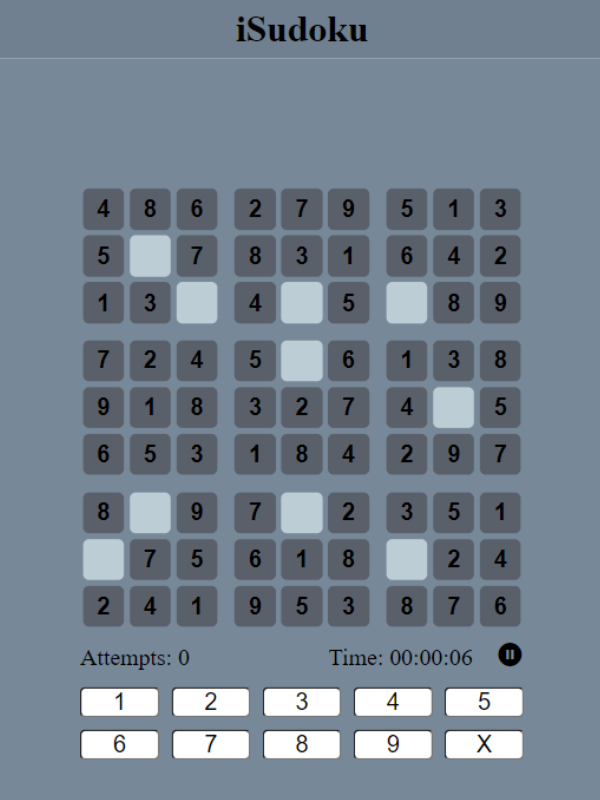 iSudoku
4 8 6 2 7 9 5 1 3
5 7 8 3 1 6 4 2
1 3 4 5 8 9
7 2 4 5 6 1 3 8
9 1 8 3 2 7 4 5
6 5 3 1 8 4 2 9 7
8 9 7 2 3 5 1
7 5 6 1 8 2 4
2 4 1 9 5 3 8 7 6
Attempts: 0 Time: 00:00:06
1 2 3 4 5
6 7 8 9 X